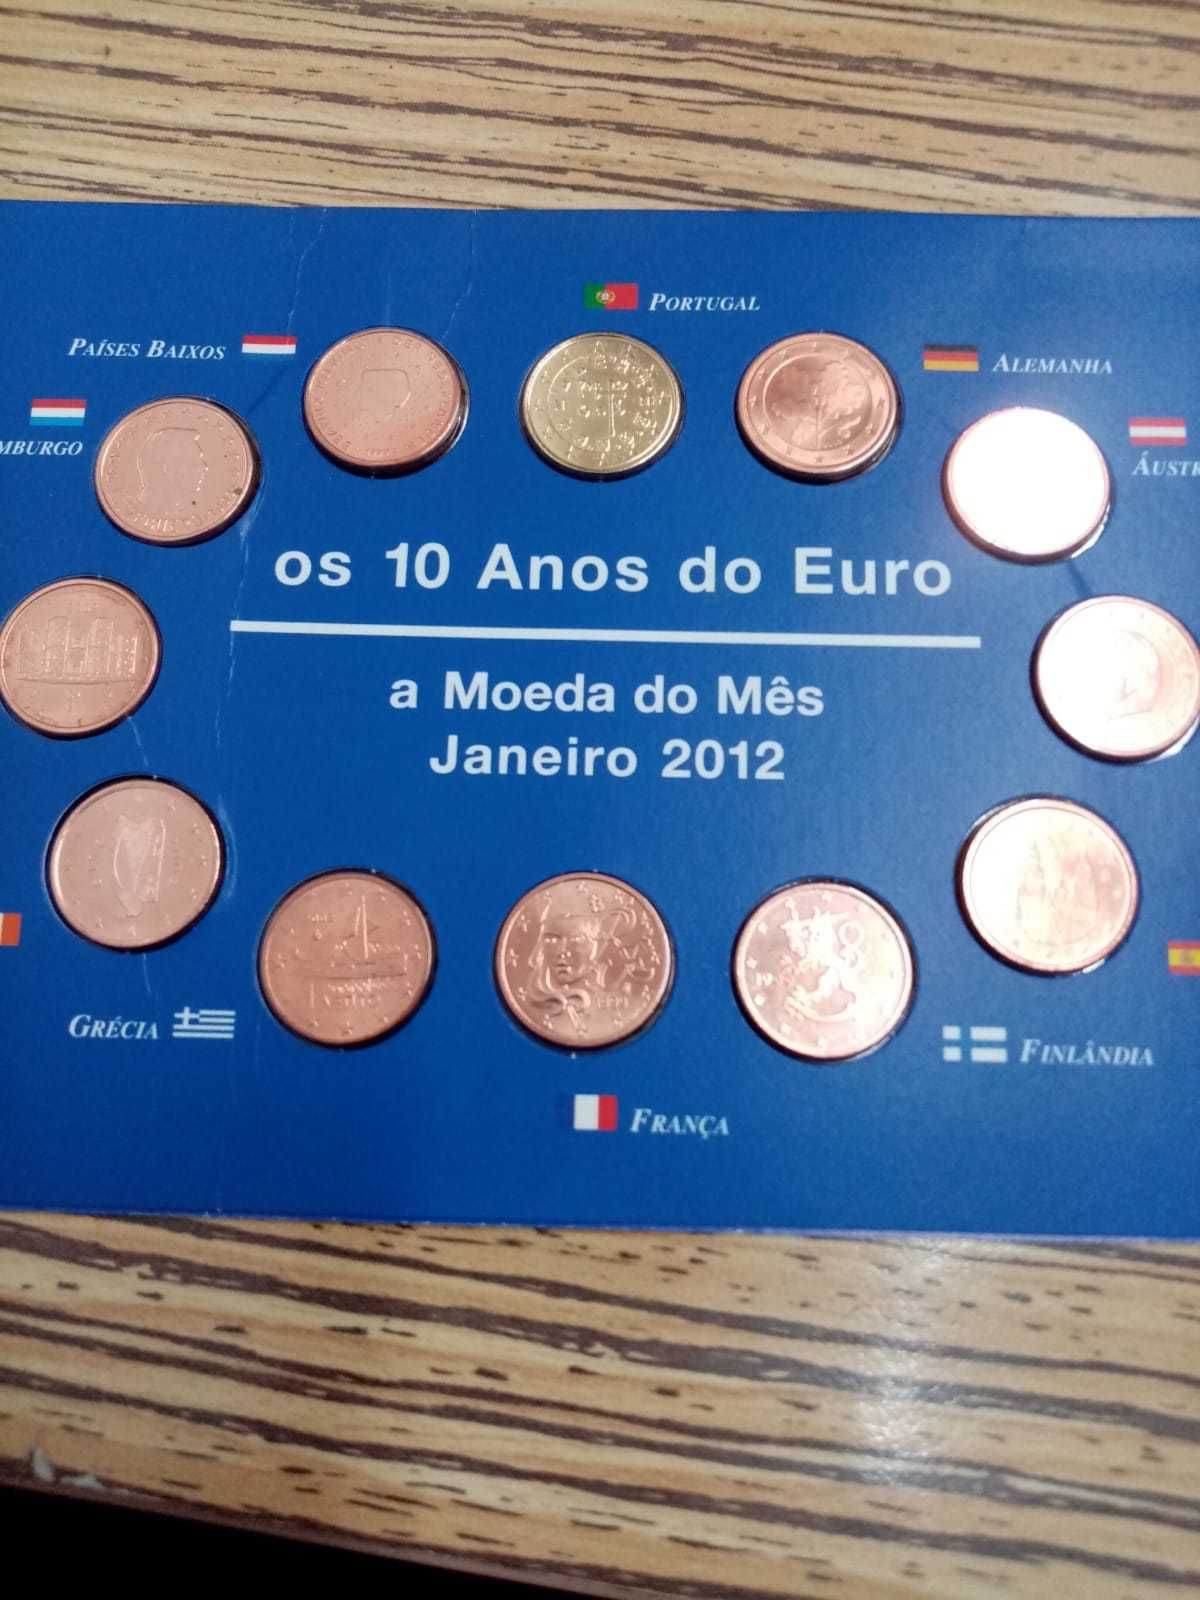 PORTUGAL
PAÍSES BAIXOS
ALEMANHA
MBURGO
ÁUSTR
os 10 Anos do Euro
a Moeda do Mês
Janeiro 2012
GRÉCIA
FINLÂNDIA
FRANÇA